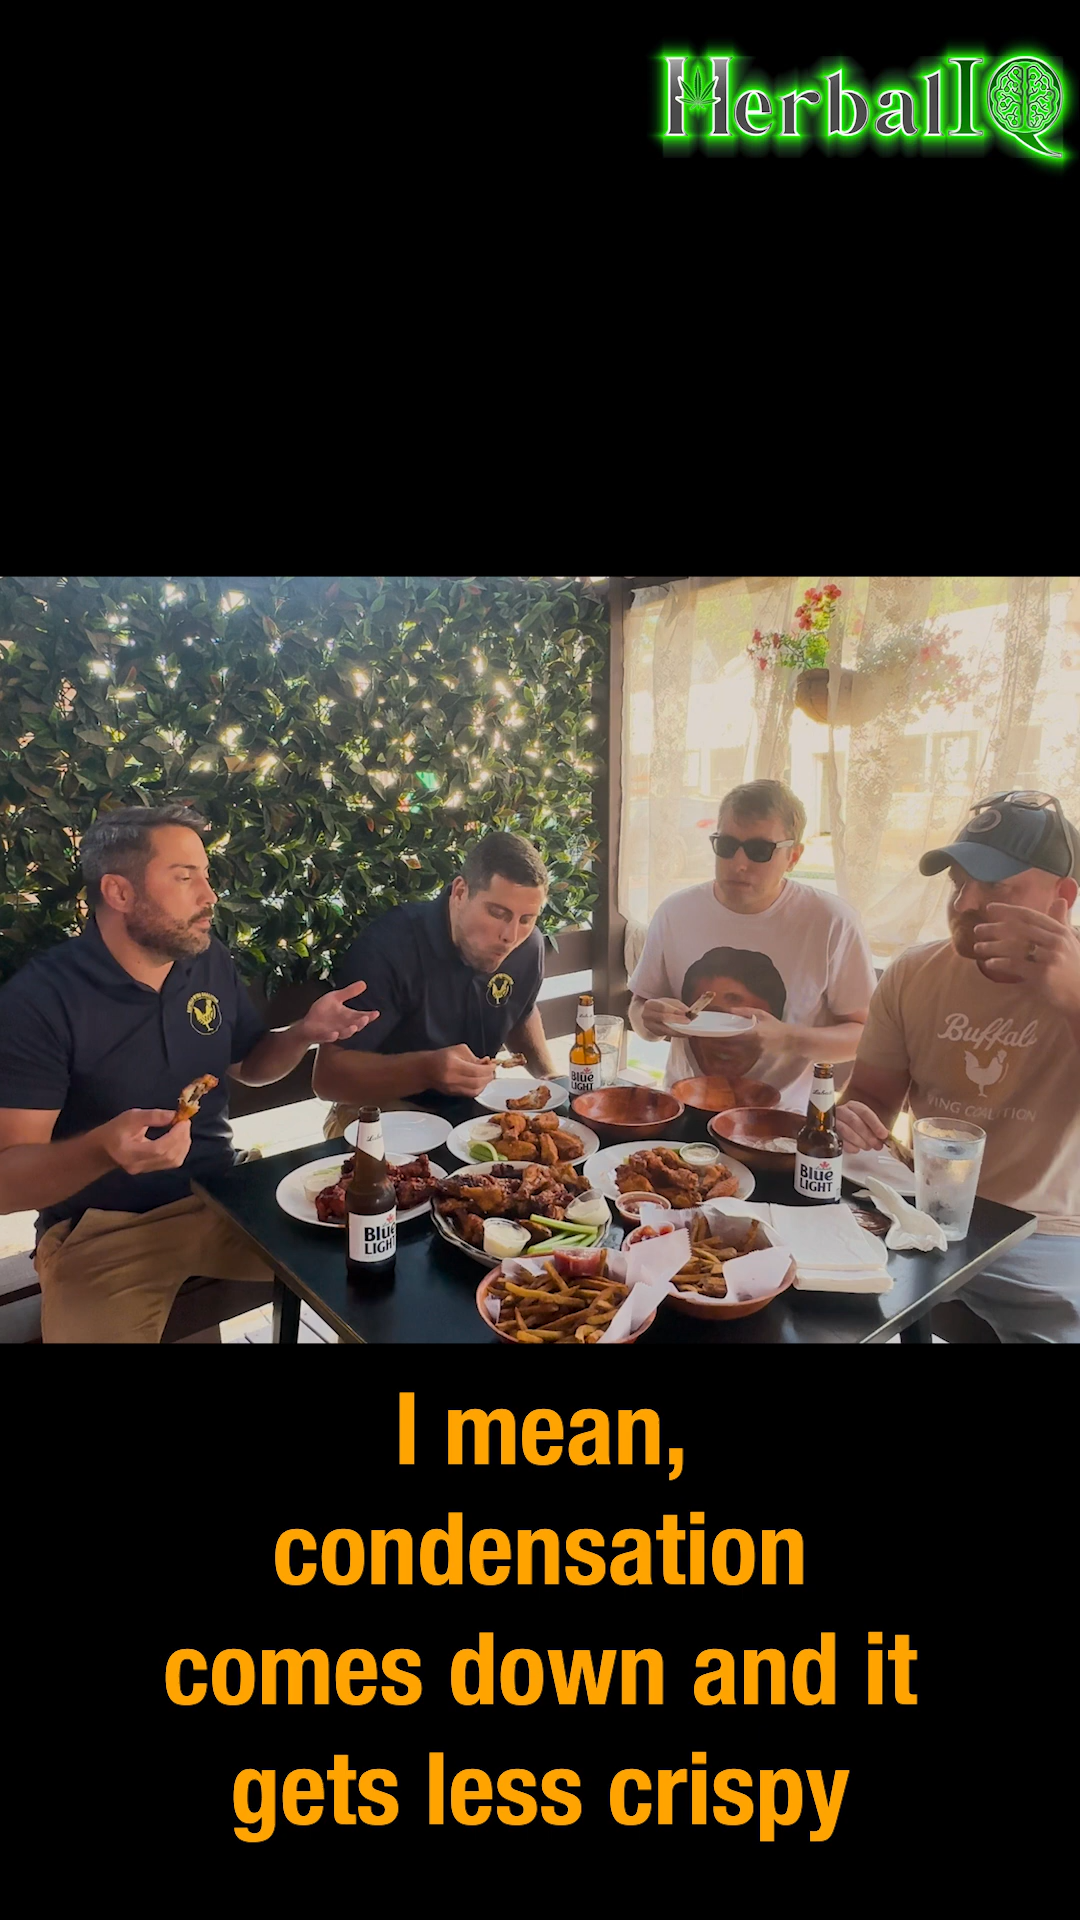 HerbalIQ
Buffalo
WING COALITION
Blue
LIGHT
Blue
LIGHT
Blue
LIGHT
I mean,
condensation
comes down and it
gets less crispy